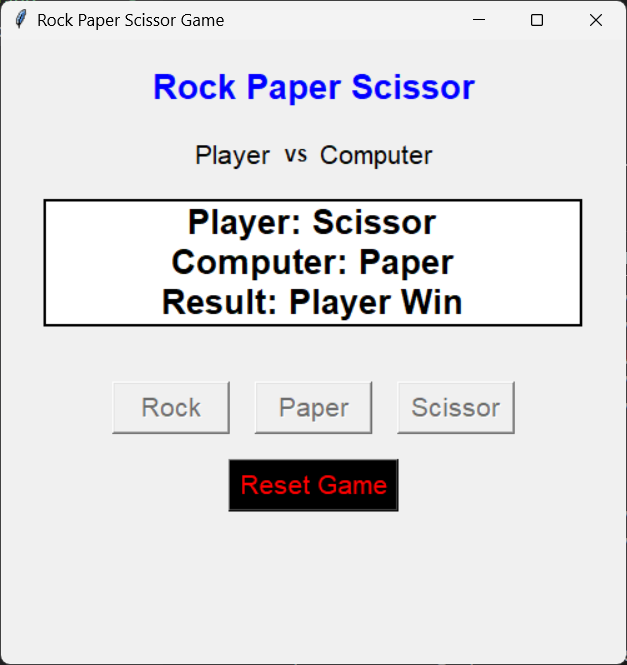 Rock Paper Scissor Game
Rock Paper Scissor
Player vs Computer
Player: Scissor
Computer: Paper
Result: Player Win
Rock Paper Scissor
Reset Game